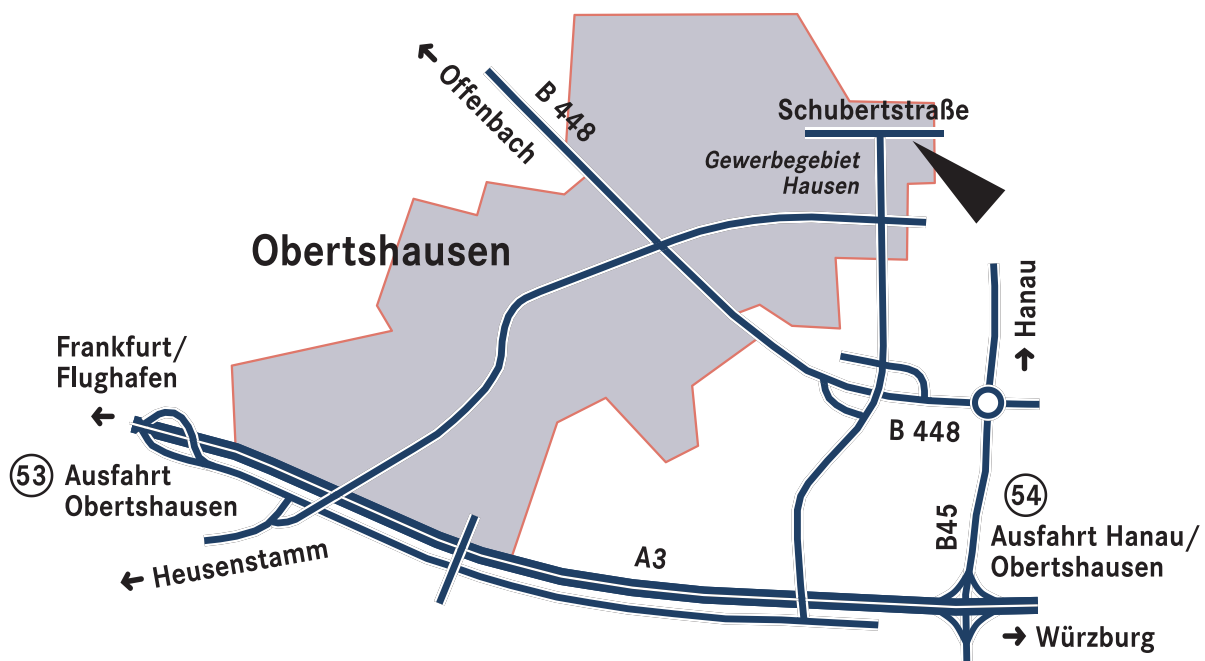 Offenbach
B 448
Schubertstraße
Gewerbegebiet
Hausen
Obertshausen
Hanau
Frankfurt/
Flughafen
B 448
53 Ausfahrt
Obertshausen
54
B45
Ausfahrt Hanau/
Obertshausen
A3
Heusenstamm
Würzburg